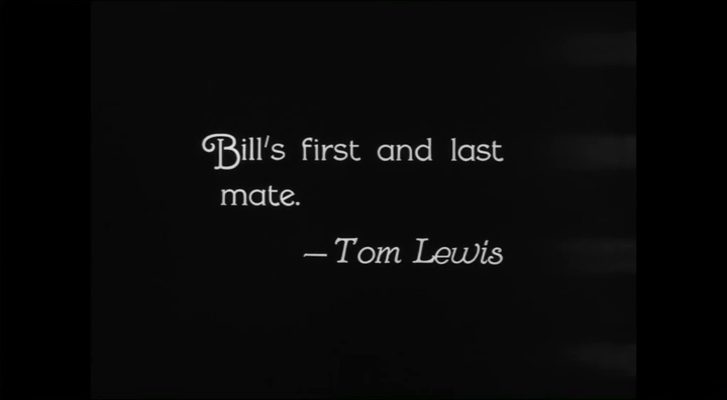 Bill's first and last
mate.
—Tom Lewis